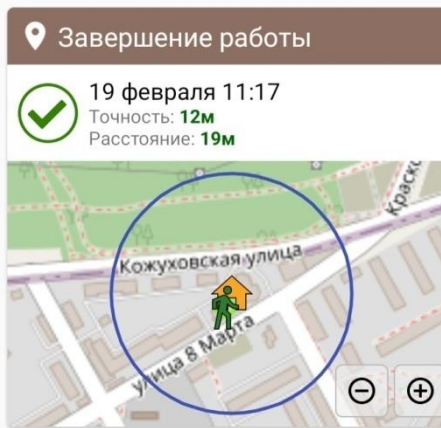 Завершение работы
19 февраля 11:17
Точность: 12м
Расстояние: 19м
Кожуховская улица
улица 8 Марта